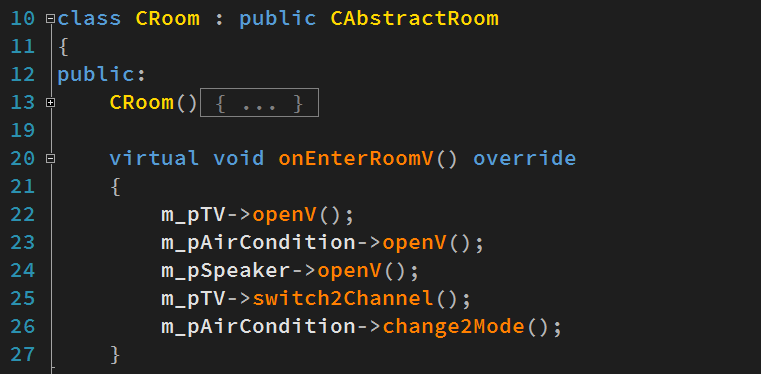 10 class CRoom : public CAbstractRoom
11 {
12 public:
13     CRoom() { ... }
19
20     virtual void onEnterRoomV() override
21     {
22         m_pTV->openV();
23         m_pAirCondition->openV();
24         m_pSpeaker->openV();
25         m_pTV->switch2Channel();
26         m_pAirCondition->change2Mode();
27     }